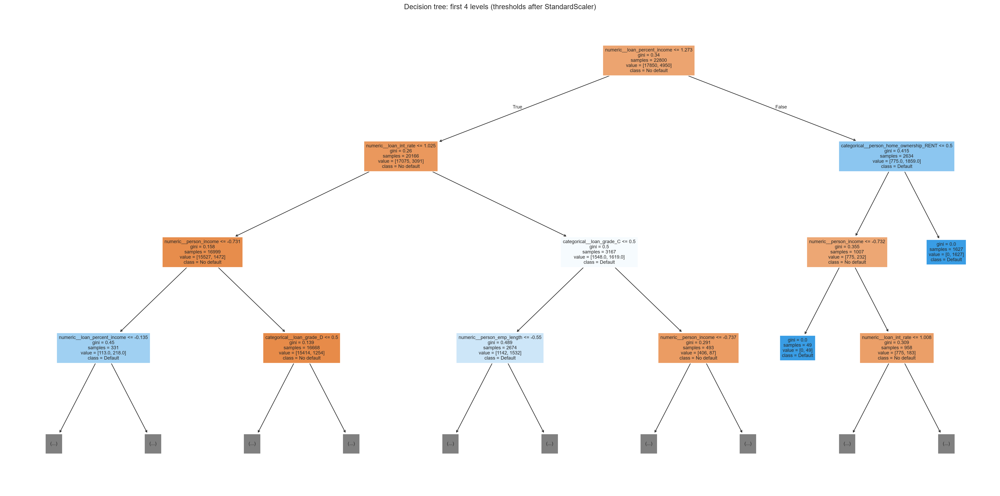 Decision tree: first 4 levels (thresholds after StandardScaler)
numeric__loan_percent_income <= 1.273
gini = 0.34
samples = 22800
value = [17850, 4950]
class = No default
True
False
numeric__loan_int_rate <= 1.025
gini = 0.26
samples = 20166
value = [17075, 3091]
class = No default
categorical__person_home_ownership_RENT <= 0.5
gini = 0.415
samples = 2634
value = [775.0, 1859.0]
class = Default
numeric__person_income <= -0.731
gini = 0.158
samples = 16999
value = [15527, 1472]
class = No default
categorical__loan_grade_C <= 0.5
gini = 0.5
samples = 3167
value = [1548.0, 1619.0]
class = Default
numeric__person_income <= -0.732
gini = 0.355
samples = 1007
value = [775, 232]
class = No default
gini = 0.0
samples = 1627
value = [0, 1627]
class = Default
numeric__loan_percent_income <= -0.135
gini = 0.45
samples = 331
value = [113.0, 218.0]
class = Default
categorical__loan_grade_D <= 0.5
gini = 0.139
samples = 16668
value = [15414, 1254]
class = No default
numeric__person_emp_length <= -0.55
gini = 0.489
samples = 2674
value = [1142, 1532]
class = Default
numeric__person_income <= -0.737
gini = 0.291
samples = 493
value = [406, 87]
class = No default
gini = 0.0
samples = 49
value = [0, 49]
class = Default
numeric__loan_int_rate <= 1.008
gini = 0.309
samples = 958
value = [775, 183]
class = No default
(...)
(...)
(...)
(...)
(...)
(...)
(...)
(...)
(...)
(...)